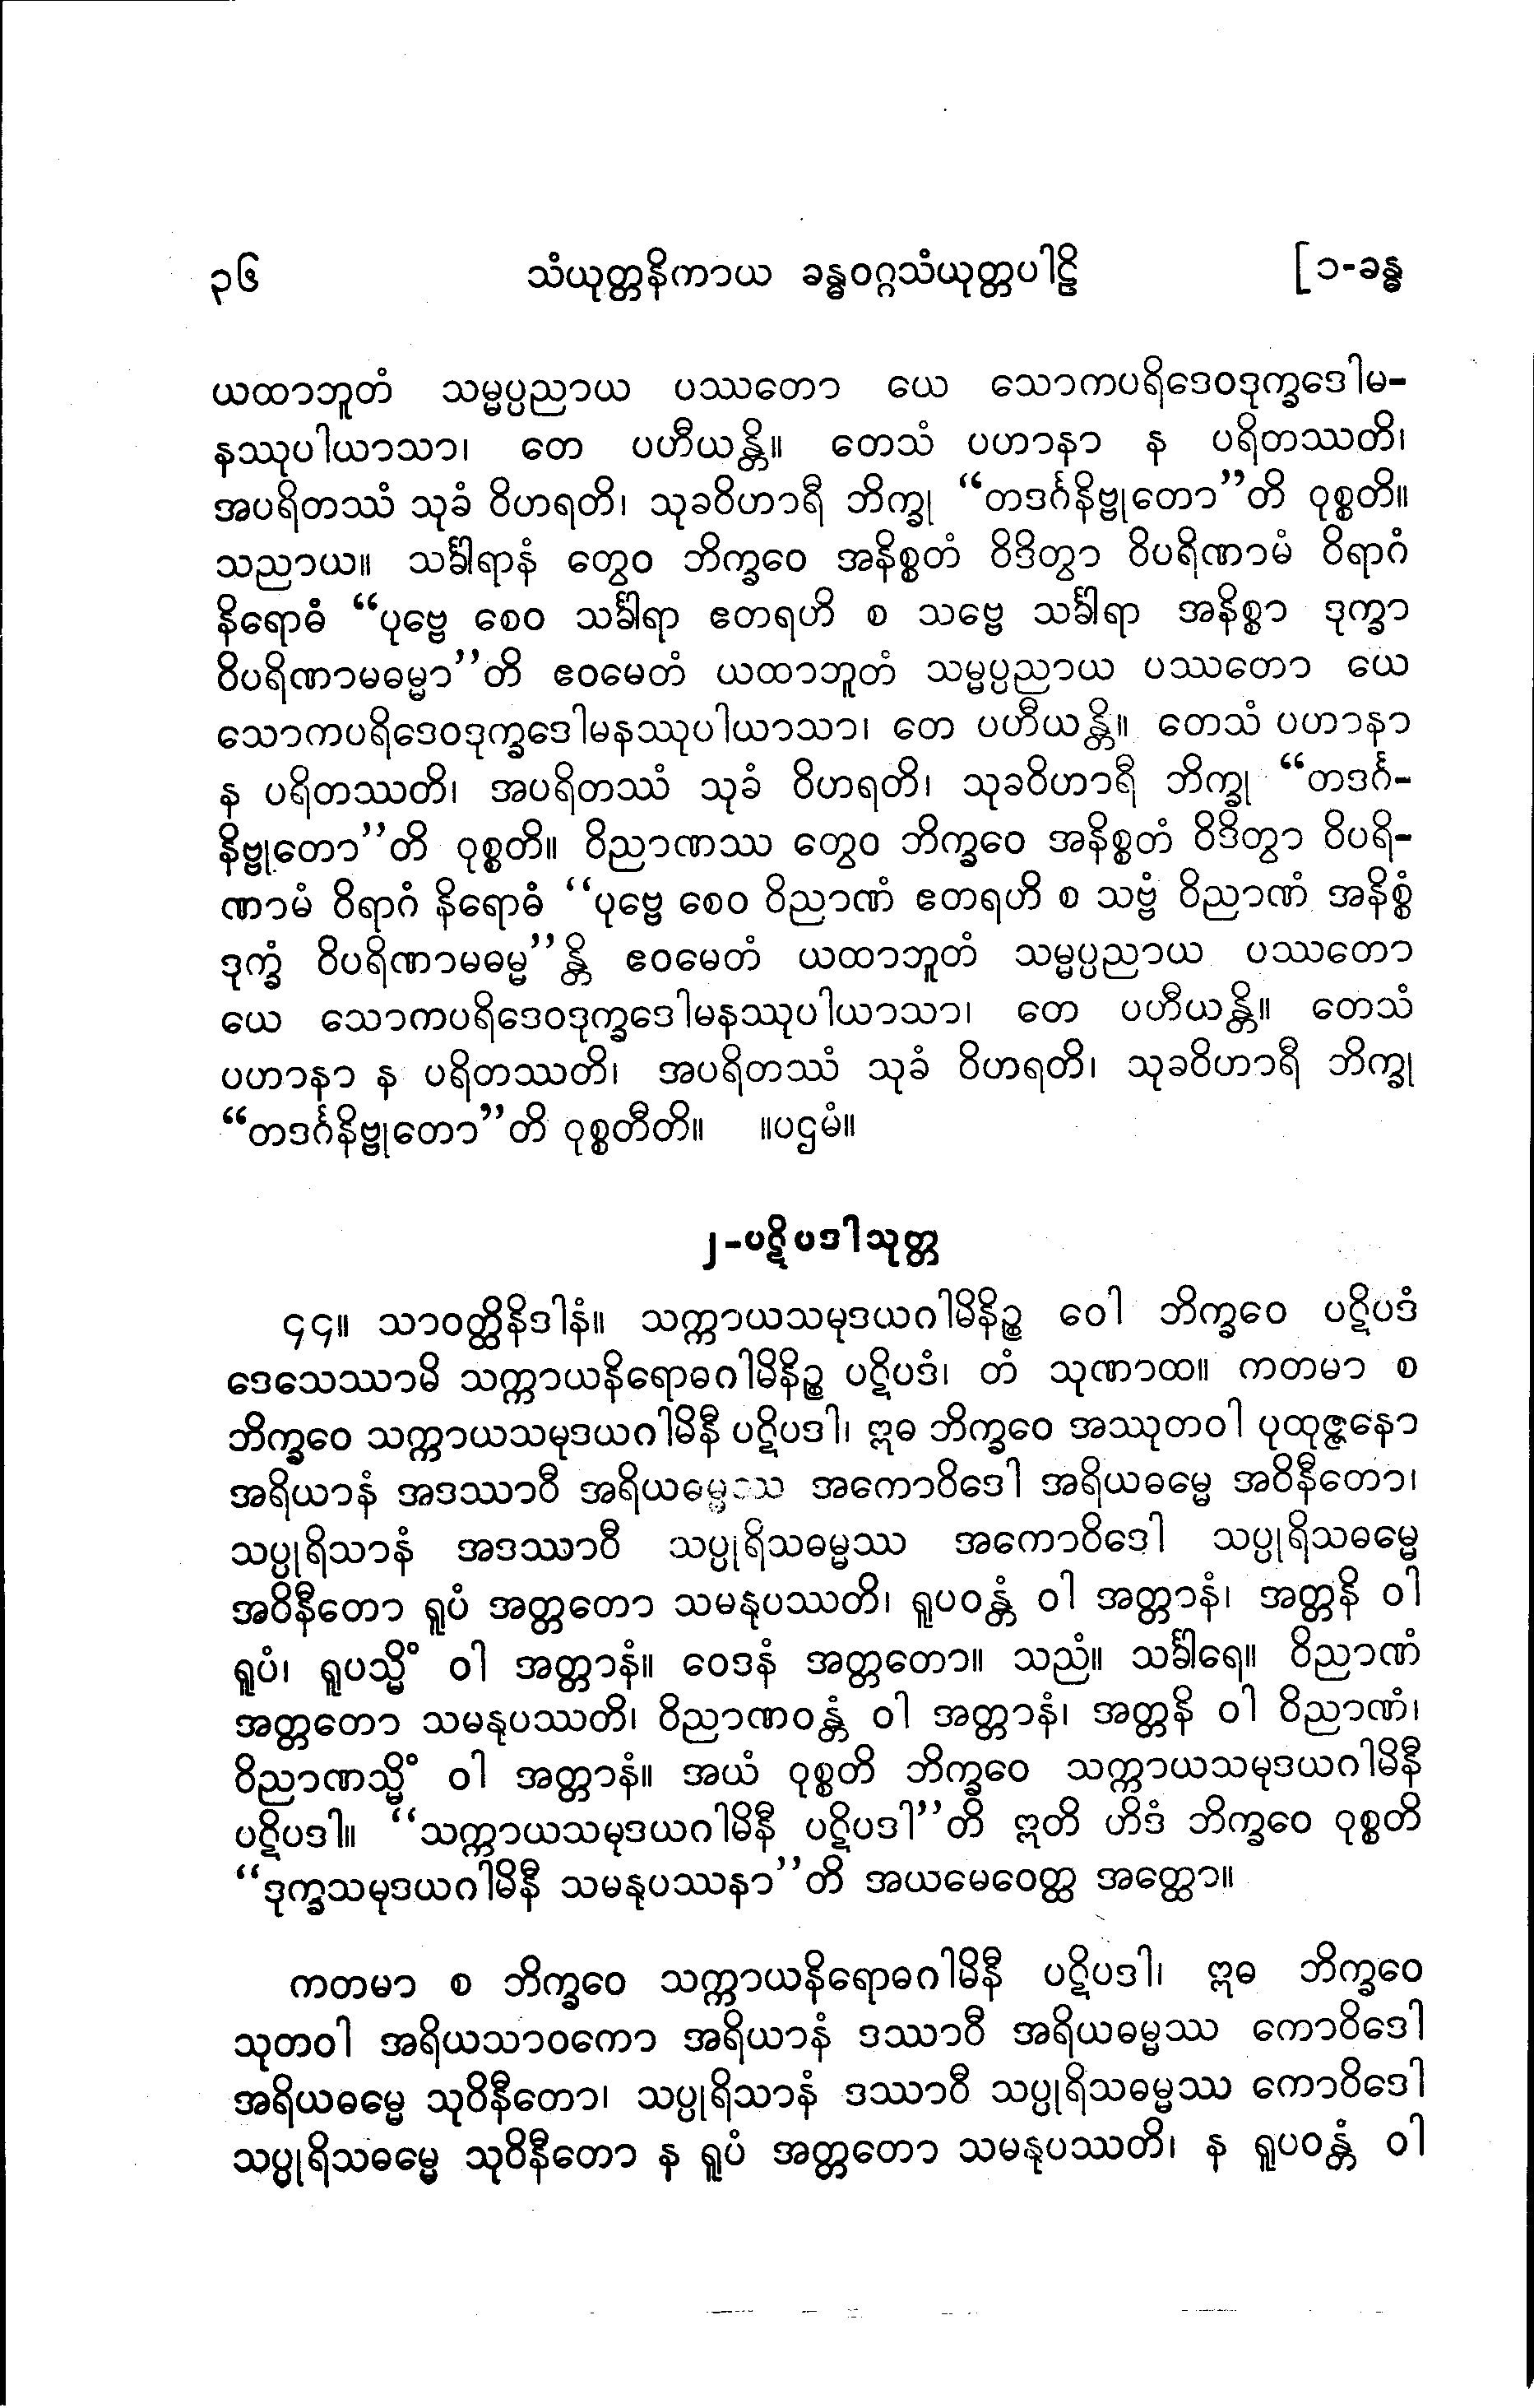 ၃၆ သံယုတ္တနိကာယ ခန္ဓဝဂ္ဂသံယုတ္တပါဠိ [၁-ခန္ဓ
ယထာဘူတံ သမ္မပ္ပညာယ ပဿတော ယေ သောကပရိဒေဝဒုက္ခဒေါမ-
နဿုပါယာသာ၊ တေ ပဟီယန္တိ။ တေသံ ပဟာနာ န ပရိတဿတိ၊
အပရိတဿံ သုခံ ဝိဟရတိ၊ သုခဝိဟာရီ ဘိက္ခု “တဒင်္ဂနိဗ္ဗုတော”တိ ဝုစ္စတိ။
သညာယ။ သင်္ခါရာနံ တွေဝ ဘိက္ခဝေ အနိစ္စတံ ဝိဒိတွာ ဝိပရိဏာမံ ဝိရာဂံ
နိရောဓံ “ပုဗ္ဗေ စေဝ သင်္ခါရာ ဧတရဟိ စ သဗ္ဗေ သင်္ခါရာ အနိစ္စာ ဒုက္ခာ
ဝိပရိဏာမဓမ္မာ”တိ ဧဝမေတံ ယထာဘူတံ သမ္မပ္ပညာယ ပဿတော ယေ
သောကပရိဒေဝဒုက္ခဒေါမနဿုပါယာသာ၊ တေ ပဟီယန္တိ။ တေသံ ပဟာနာ
န ပရိတဿတိ၊ အပရိတဿံ သုခံ ဝိဟရတိ၊ သုခဝိဟာရီ ဘိက္ခု “တဒင်္ဂ-
နိဗ္ဗုတော”တိ ဝုစ္စတိ။ ဝိညာဏဿ တွေဝ ဘိက္ခဝေ အနိစ္စတံ ဝိဒိတွာ ဝိပရိ-
ဏာမံ ဝိရာဂံ နိရောဓံ “ပုဗ္ဗေ စေဝ ဝိညာဏံ ဧတရဟိ စ သဗ္ဗံ ဝိညာဏံ အနိစ္စံ
ဒုက္ခံ ဝိပရိဏာမဓမ္မ”န္တိ ဧဝမေတံ ယထာဘူတံ သမ္မပ္ပညာယ ပဿတော
ယေ သောကပရိဒေဝဒုက္ခဒေါမနဿုပါယာသာ၊ တေ ပဟီယန္တိ။ တေသံ
ပဟာနာ န ပရိတဿတိ၊ အပရိတဿံ သုခံ ဝိဟရတိ၊ သုခဝိဟာရီ ဘိက္ခု
“တဒင်္ဂနိဗ္ဗုတော”တိ ဝုစ္စတီတိ။ ။ပဌမံ။
၂-ပဋိပဒါသုတ္တ
၄၄။ သာဝတ္ထိနိဒါနံ။ သက္ကာယသမုဒယဂါမိနိဉ္စ ဝေါ ဘိက္ခဝေ ပဋိပဒံ
ဒေသေဿာမိ သက္ကာယနိရောဓဂါမိနိဉ္စ ပဋိပဒံ၊ တံ သုဏာထ။ ကတမာ စ
ဘိက္ခဝေ သက္ကာယသမုဒယဂါမိနီ ပဋိပဒါ၊ ဣဓ ဘိက္ခဝေ အဿုတဝါ ပုထုဇ္ဇနော
အရိယာနံ အဒဿာဝီ အရိယဓမ္မဿ အကောဝိဒေါ အရိယဓမ္မေ အဝိနီတော၊
သပ္ပုရိသာနံ အဒဿာဝီ သပ္ပုရိသဓမ္မဿ အကောဝိဒေါ သပ္ပုရိသဓမ္မေ
အဝိနီတော ရူပံ အတ္တတော သမနုပဿတိ၊ ရူပဝန္တံ ဝါ အတ္တာနံ၊ အတ္တနိ ဝါ
ရူပံ၊ ရူပသ္မိံ ဝါ အတ္တာနံ။ ဝေဒနံ အတ္တတော။ သညံ။ သင်္ခါရေ။ ဝိညာဏံ
အတ္တတော သမနုပဿတိ၊ ဝိညာဏဝန္တံ ဝါ အတ္တာနံ၊ အတ္တနိ ဝါ ဝိညာဏံ၊
ဝိညာဏသ္မိံ ဝါ အတ္တာနံ။ အယံ ဝုစ္စတိ ဘိက္ခဝေ သက္ကာယသမုဒယဂါမိနီ
ပဋိပဒါ။ “သက္ကာယသမုဒယဂါမိနီ ပဋိပဒါ”တိ ဣတိ ဟိဒံ ဘိက္ခဝေ ဝုစ္စတိ
“ဒုက္ခသမုဒယဂါမိနီ သမနုပဿနာ”တိ အယမေဝေတ္ထ အတ္ထော။
ကတမာ စ ဘိက္ခဝေ သက္ကာယနိရောဓဂါမိနီ ပဋိပဒါ၊ ဣဓ ဘိက္ခဝေ
သုတဝါ အရိယသာဝကော အရိယာနံ ဒဿာဝီ အရိယဓမ္မဿ ကောဝိဒေါ
အရိယဓမ္မေ သုဝိနီတော၊ သပ္ပုရိသာနံ ဒဿာဝီ သပ္ပုရိသဓမ္မဿ ကောဝိဒေါ
သပ္ပုရိသဓမ္မေ သုဝိနီတော န ရူပံ အတ္တတော သမနုပဿတိ၊ န ရူပဝန္တံ ဝါ